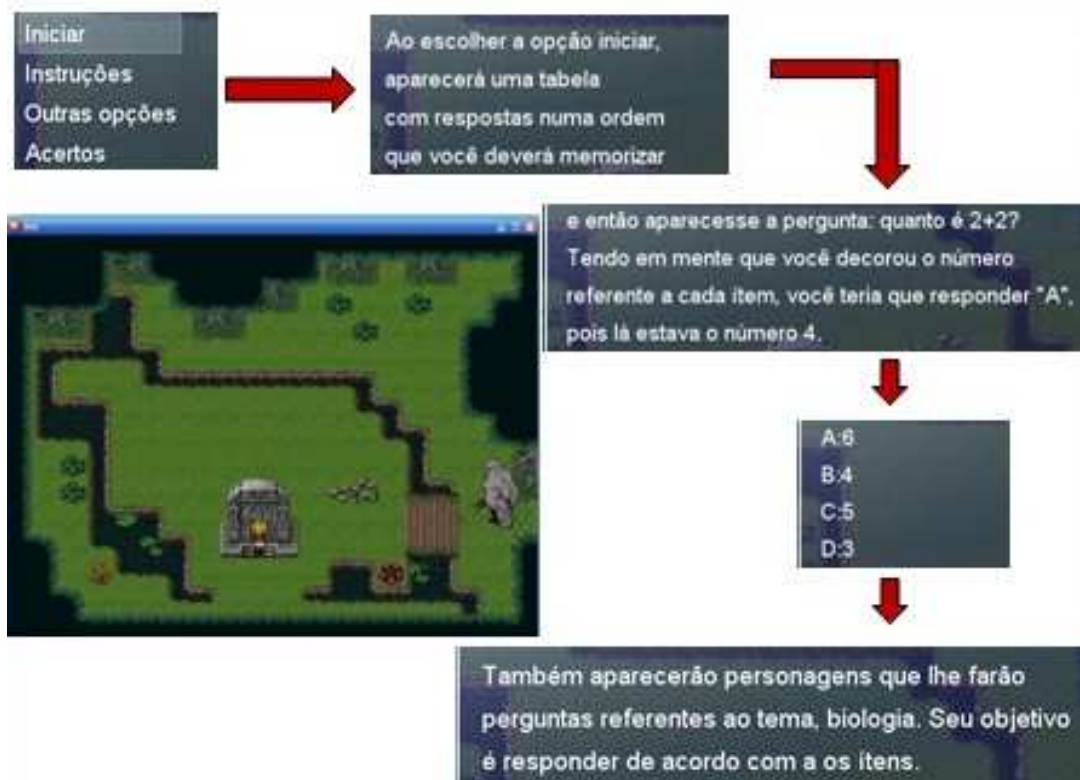 Iniciar
Instruções
Outras opções
Acertos
Ao escolher a opção iniciar,
aparecerá uma tabela
com respostas numa ordem
que você deverá memorizar
e então aparecesse a pergunta: quanto é 2+2?
Tendo em mente que você decorou o número
referente a cada item, você teria que responder "A",
pois lá estava o número 4.
A:6
B:4
C:5
D:3
Também aparecerão personagens que lhe farão
perguntas referentes ao tema, biologia. Seu objetivo
é responder de acordo com a os itens.